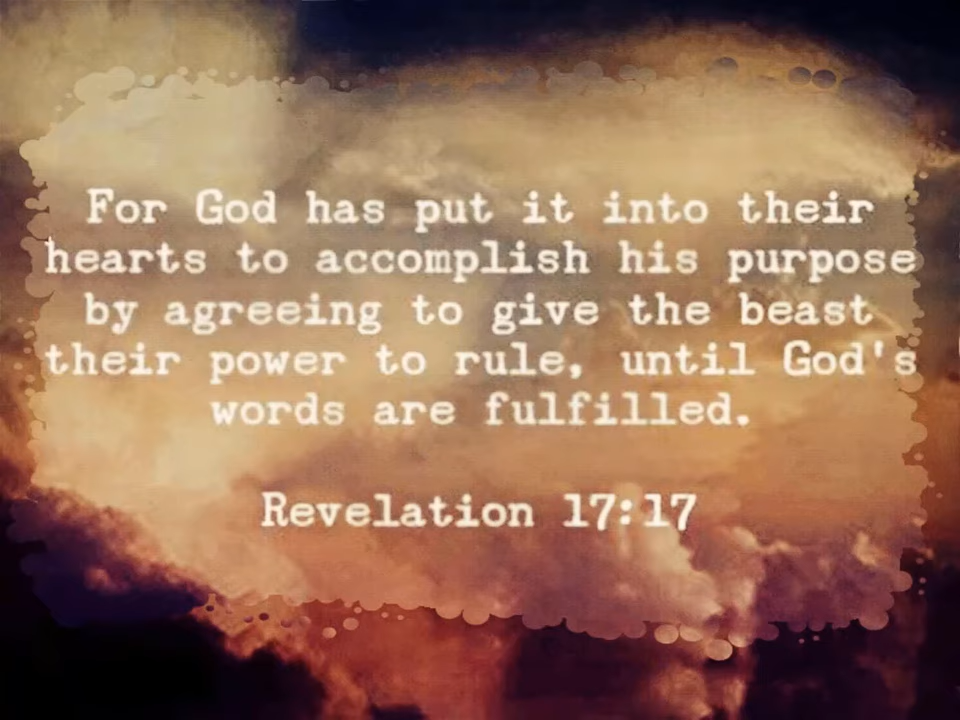 For God has put it into their
hearts to accomplish his purpose
by agreeing to give the beast
their power to rule, until God's
words are fulfilled.
Revelation 17:17